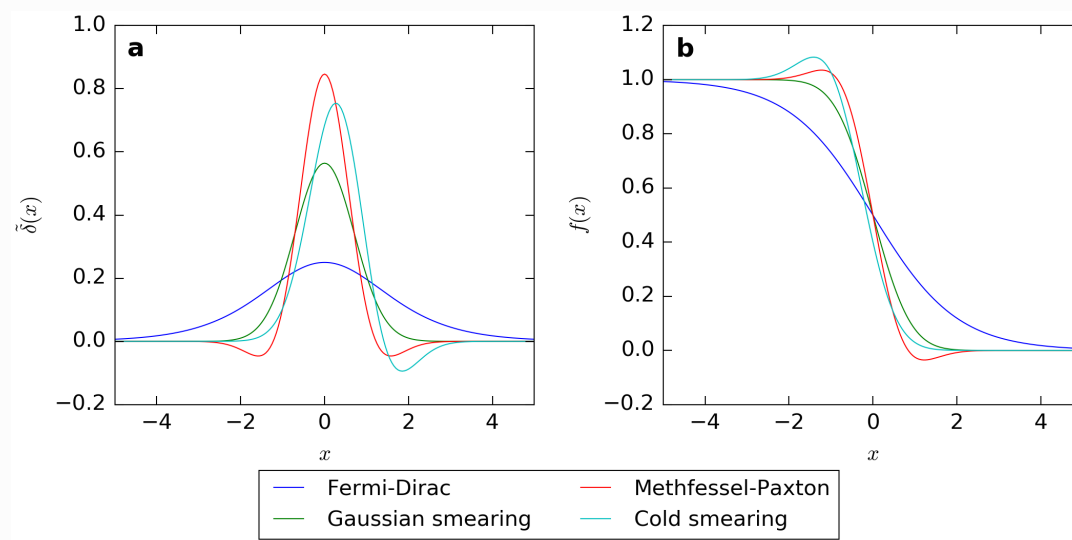 a
1.0
0.8
0.6
0.4
0.2
0.0
−0.2
δ̃(x)
−4 −2 0 2 4
x
b
1.2
1.0
0.8
0.6
0.4
0.2
0.0
−0.2
f(x)
−4 −2 0 2 4
x
Fermi-Dirac Methfessel-Paxton
Gaussian smearing Cold smearing